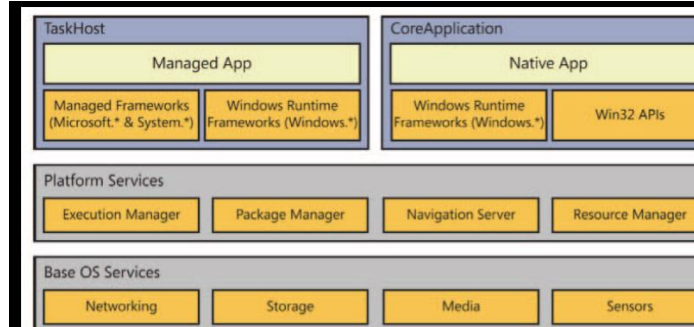 TaskHost
CoreApplication
Managed App
Native App
Managed Frameworks
(Microsoft.* & System.*)
Windows Runtime
Frameworks (Windows.*)
Windows Runtime
Frameworks (Windows.*)
Win32 APIs
Platform Services
Execution Manager
Package Manager
Navigation Server
Resource Manager
Base OS Services
Networking
Storage
Media
Sensors